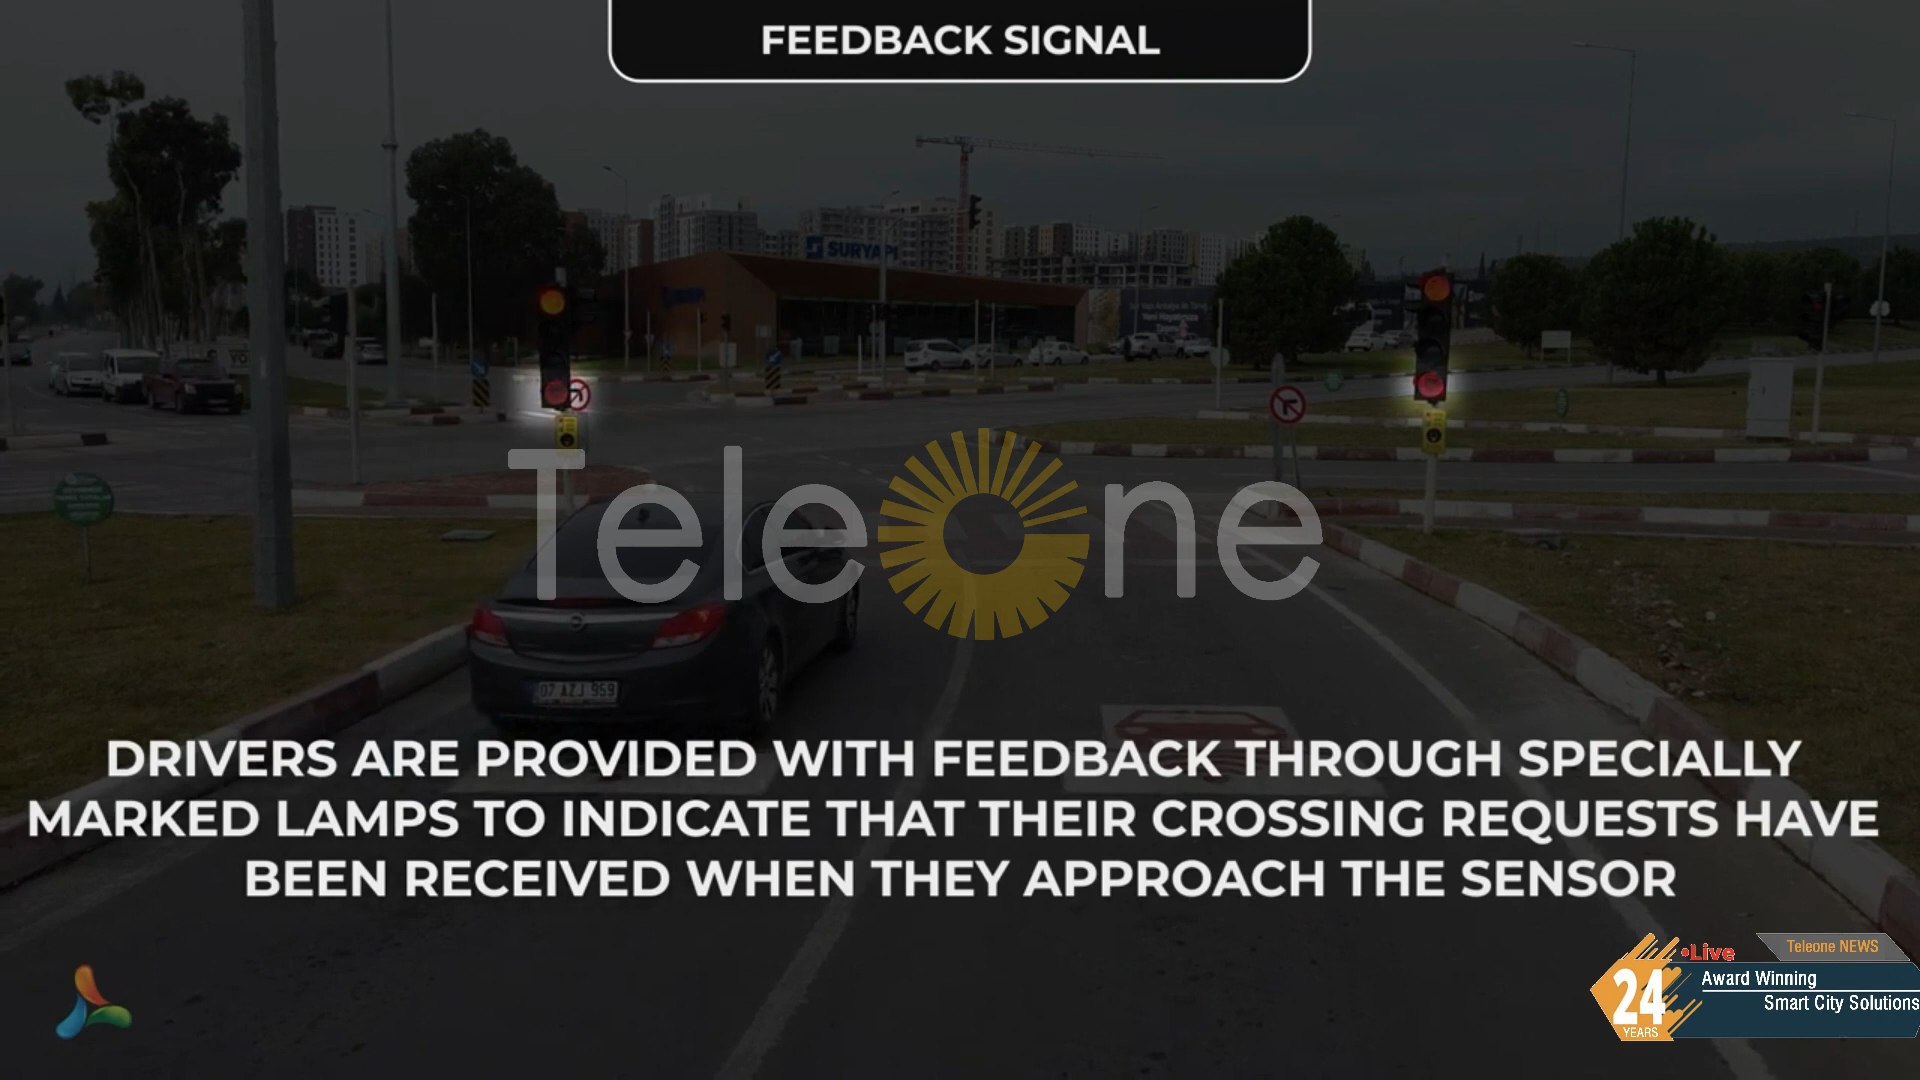 FEEDBACK SIGNAL
SURYAPI
Teleone
07 AZJ 959
DRIVERS ARE PROVIDED WITH FEEDBACK THROUGH SPECIALLY
MARKED LAMPS TO INDICATE THAT THEIR CROSSING REQUESTS HAVE
BEEN RECEIVED WHEN THEY APPROACH THE SENSOR
•Live
Teleone NEWS
24
YEARS
Award Winning
Smart City Solutions